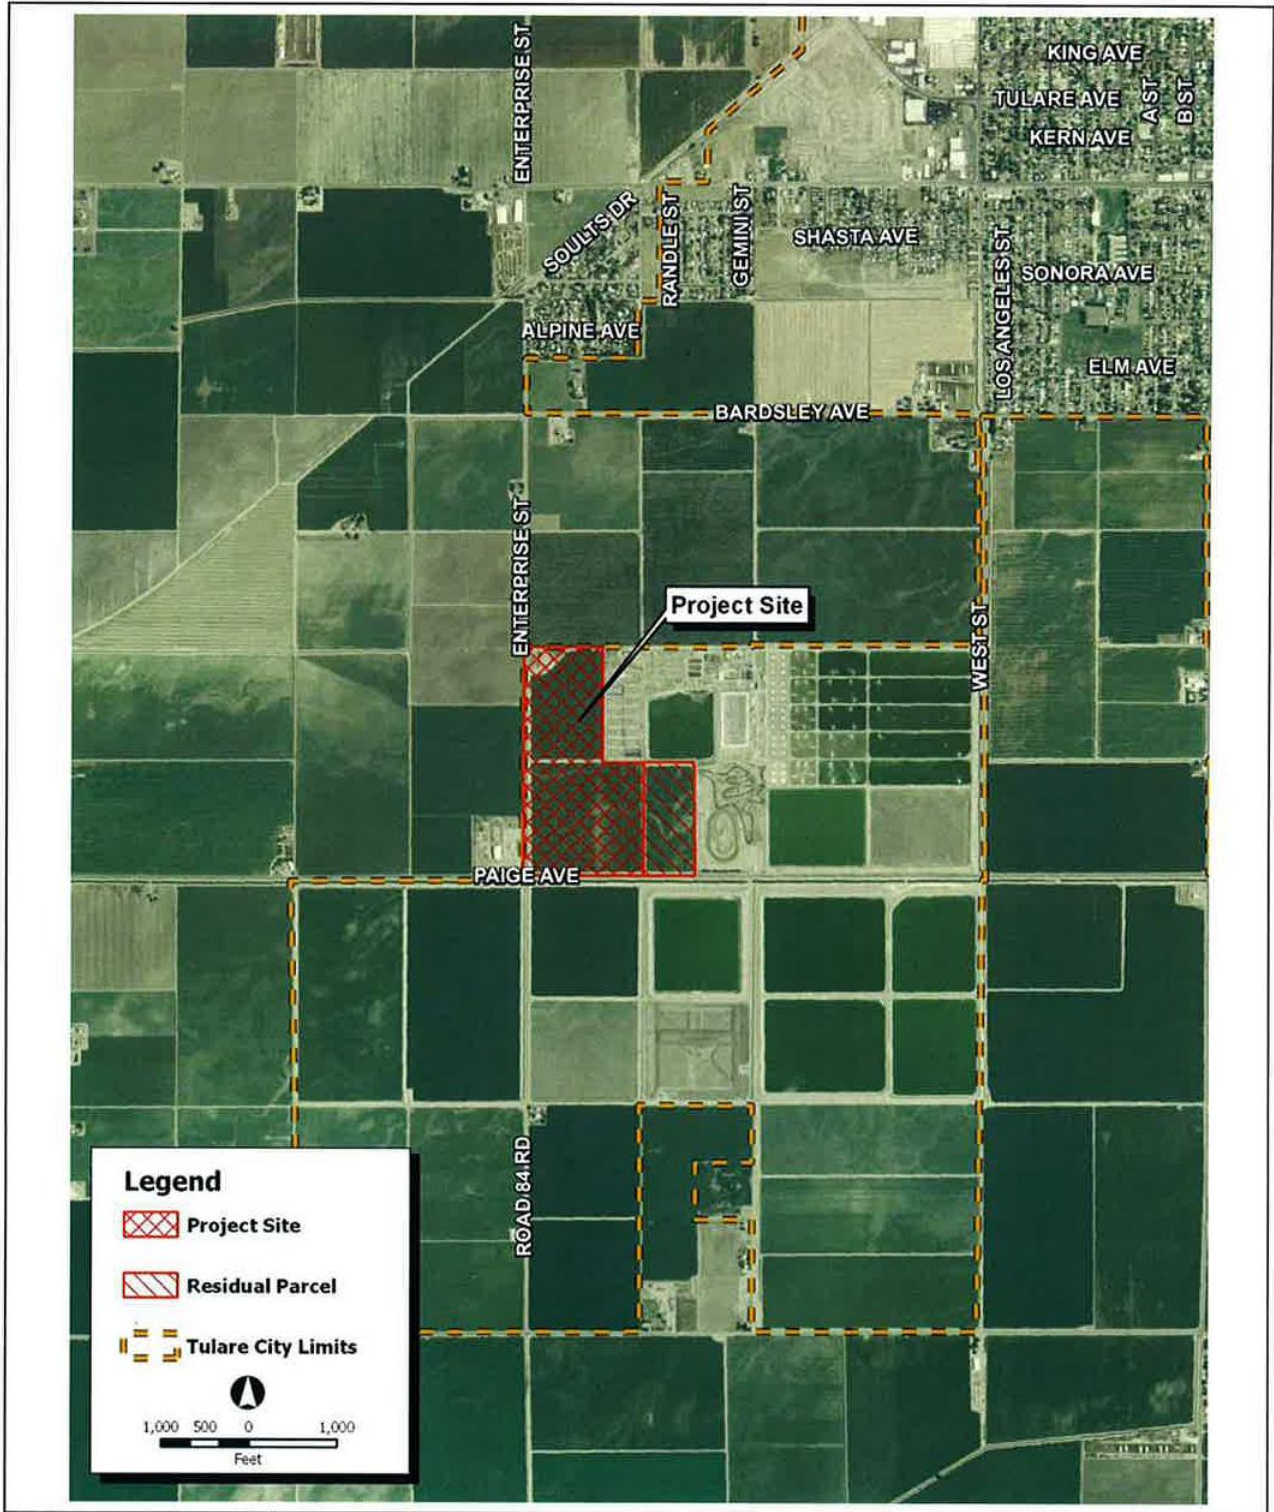 KING AVE
ENTERPRISE ST
TULARE AVE
A ST
B ST
KERN AVE
SOULTS DR
RANDLE ST
GEMINI ST
SHASTA AVE
LOS ANGELES ST
SONORA AVE
ALPINE AVE
ELM AVE
BARDSLEY AVE
ENTERPRISE ST
Project Site
WEST ST
PAIGE AVE
ROAD 84 RD
Legend
Project Site
Residual Parcel
Tulare City Limits
1,000 500 0 1,000
Feet